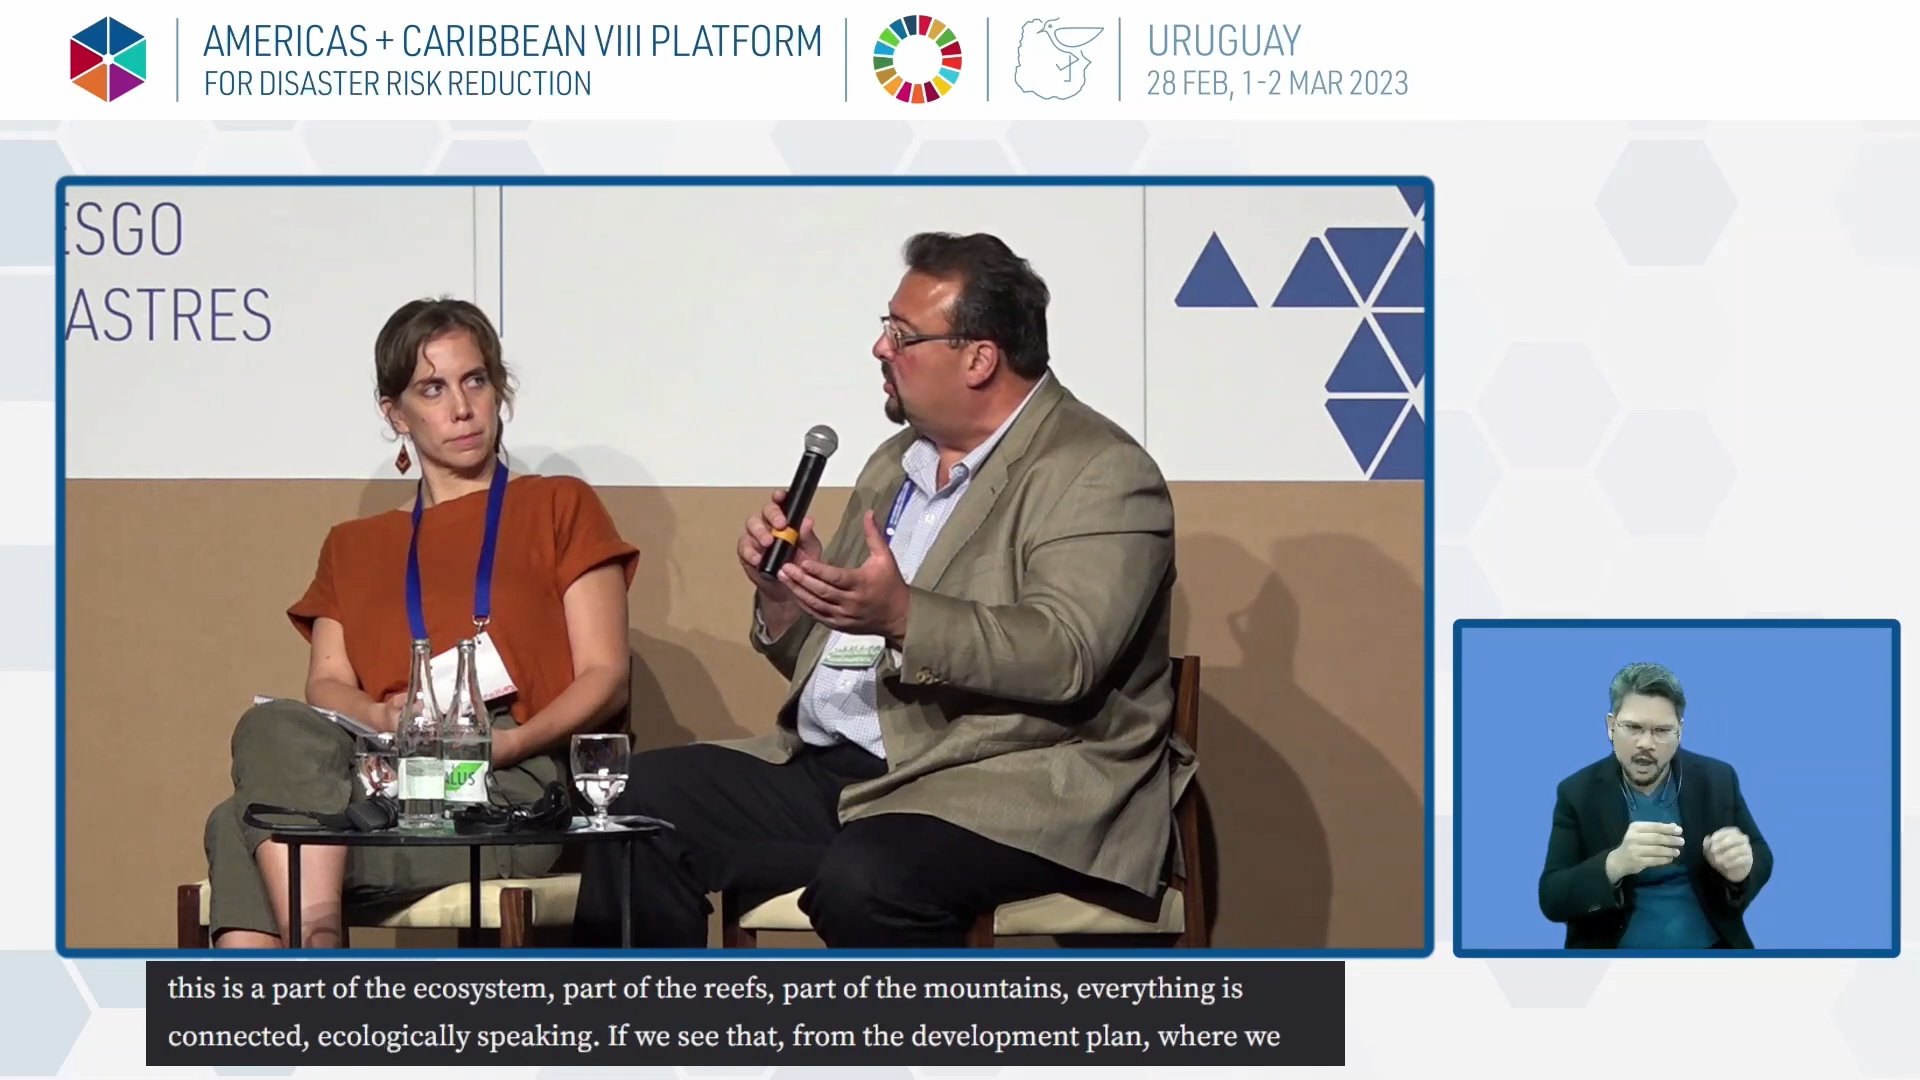 AMERICAS + CARIBBEAN VIII PLATFORM
FOR DISASTER RISK REDUCTION
URUGUAY
28 FEB, 1-2 MAR 2023
ESGO
ASTRES
this is a part of the ecosystem, part of the reefs, part of the mountains, everything is
connected, ecologically speaking. If we see that, from the development plan, where we